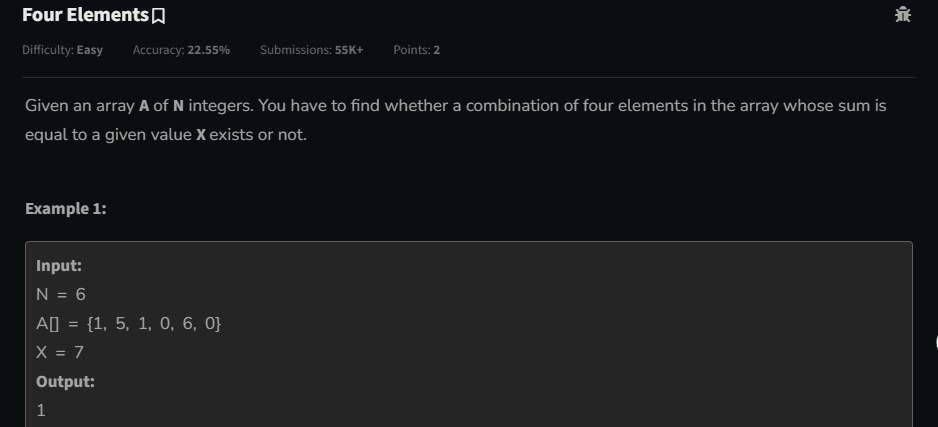 Four Elements
Difficulty: Easy Accuracy: 22.55% Submissions: 55K+ Points: 2
Given an array A of N integers. You have to find whether a combination of four elements in the array whose sum is
equal to a given value X exists or not.
Example 1:
Input:
N = 6
A[] = {1, 5, 1, 0, 6, 0}
X = 7
Output:
1